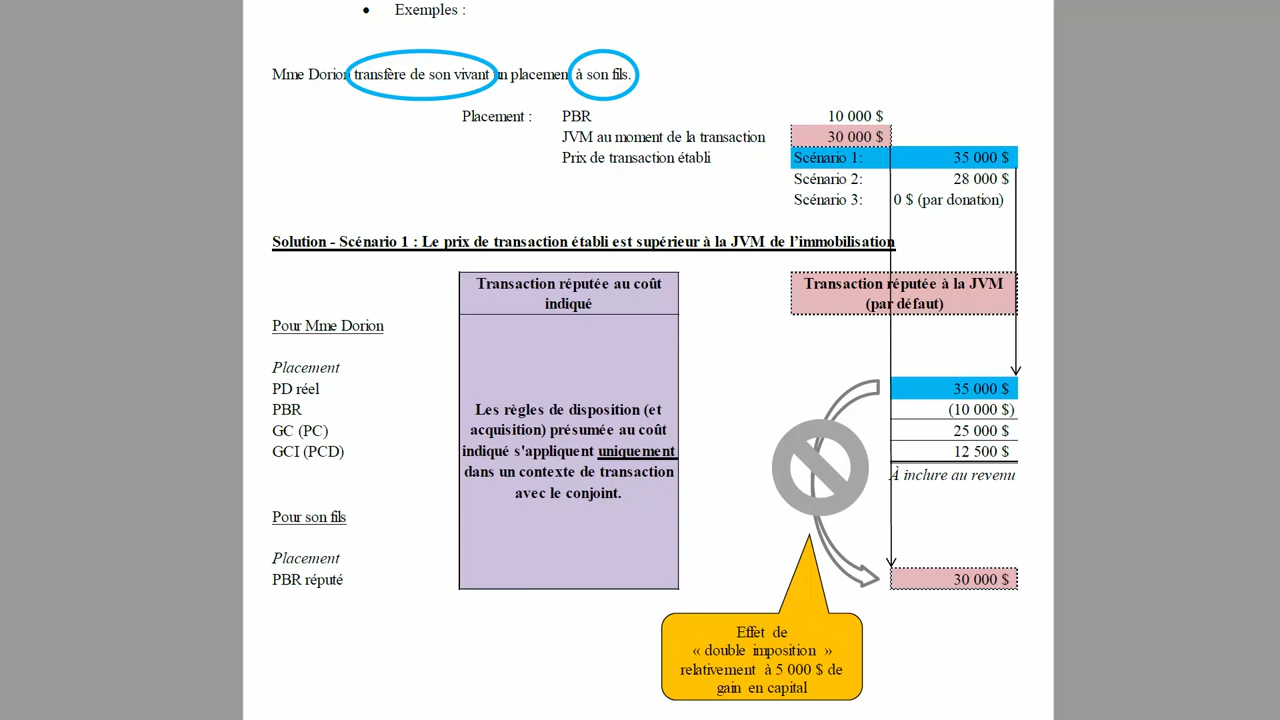 • Exemples :
Mme Dorion transfère de son vivant un placement à son fils.
Placement : PBR 10 000 $
JVM au moment de la transaction 30 000 $
Prix de transaction établi Scénario 1: 35 000 $
Scénario 2: 28 000 $
Scénario 3: 0 $ (par donation)
Solution - Scénario 1 : Le prix de transaction établi est supérieur à la JVM de l'immobilisation
Transaction réputée au coût
indiqué
Transaction réputée à la JVM
(par défaut)
Pour Mme Dorion
Placement
PD réel 35 000 $
PBR (10 000 $)
GC (PC) 25 000 $
GCI (PCD) 12 500 $
À inclure au revenu
Les règles de disposition (et
acquisition) présumée au coût
indiqué s'appliquent uniquement
dans un contexte de transaction
avec le conjoint.
Pour son fils
Placement
PBR réputé 30 000 $
Effet de
« double imposition »
relativement à 5 000 $ de
gain en capital